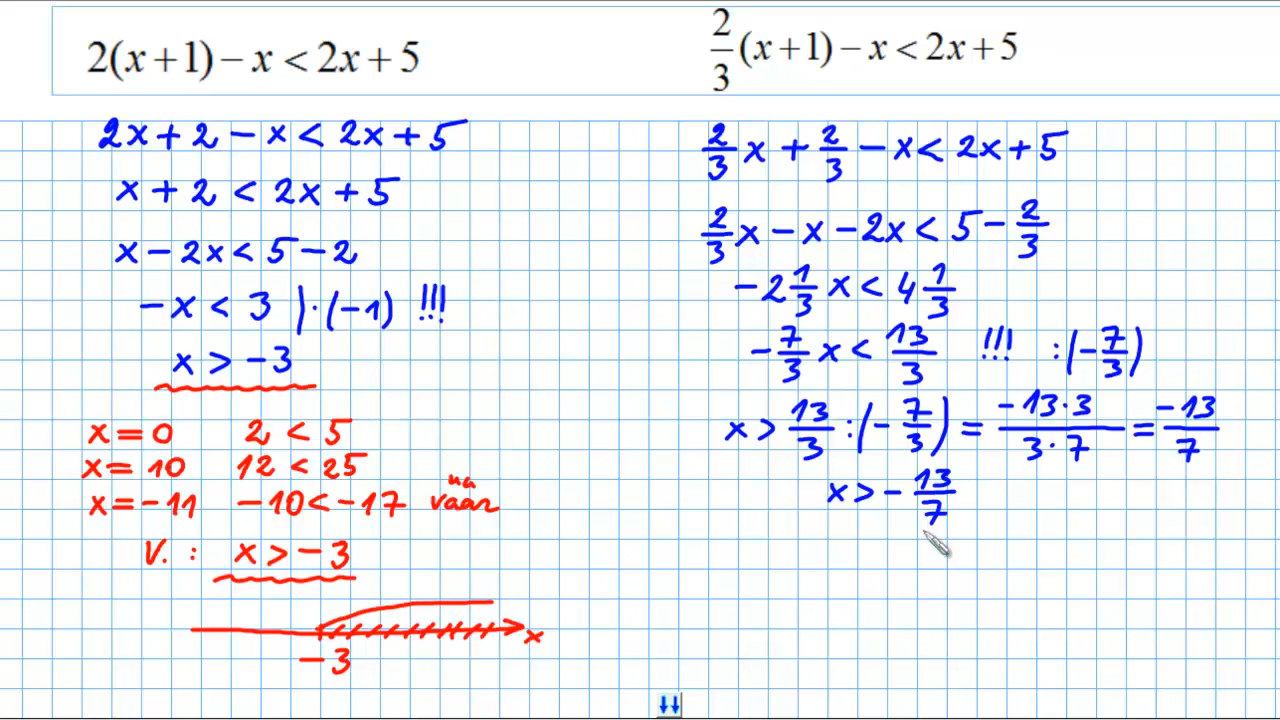 2(x+1)−x<2x+5
2x+2−x<2x+5
x+2<2x+5
x−2x<5−2
−x<3 |·(−1) !!!
x>−3
x=0 2<5
x=10 12<25
x=−11 −10<−17 vaar
V. : x>−3
−3 x
2/3(x+1)−x<2x+5
2/3x+2/3−x<2x+5
2/3x−x−2x<5−2/3
−2 1/3x<4 1/3
−7/3x<13/3 !!! :(−7/3)
x>13/3:(−7/3)=−13·3/3·7=−13/7
x>−13/7